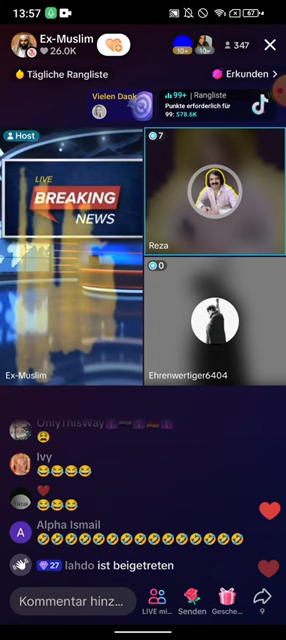 13:57
67%
Ex-Muslim
26.0K
10+
10+
347
Tägliche Rangliste
Erkunden >
Vielen Dank
99+ | Rangliste
Punkte erforderlich für
99: 578.6K
Host
7
LIVE
BREAKING
NEWS
Reza
0
Ex-Muslim
Ehrenwertiger6404
OnlyThisWay
😫
Ivy
😂😂😂😂
❤️
😂😂😂
A
Alpha Ismail
🤣🤣🤣🤣🤣🤣🤣🤣🤣🤣🤣🤣🤣🤣🤣
27 lahdo ist beigetreten
Kommentar hinz...
LIVE mi...
Senden
Gesche...
9